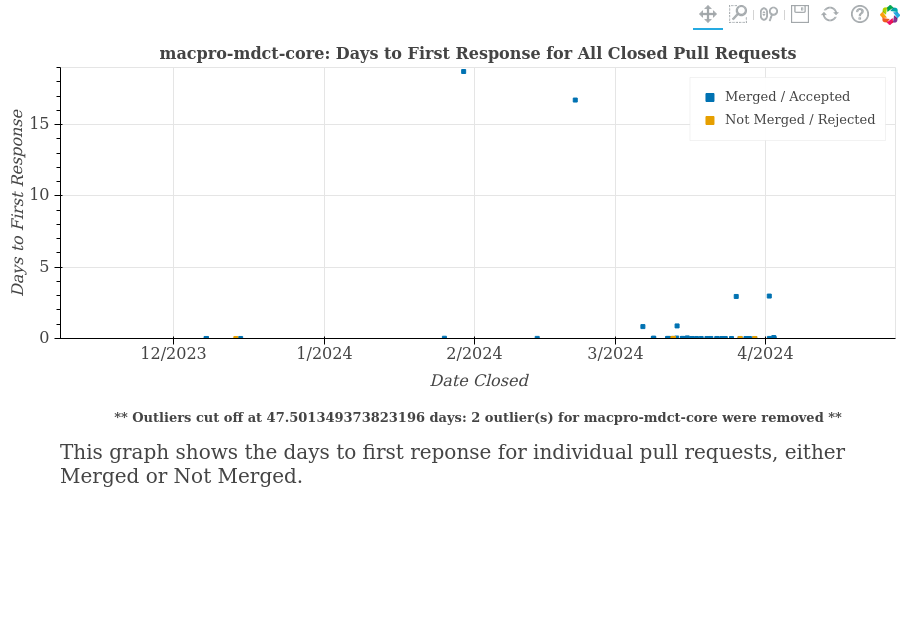 macpro-mdct-core: Days to First Response for All Closed Pull Requests
Merged / Accepted
Not Merged / Rejected
Days to First Response
15
10
5
0
12/2023
1/2024
2/2024
3/2024
4/2024
Date Closed
** Outliers cut off at 47.501349373823196 days: 2 outlier(s) for macpro-mdct-core were removed **
This graph shows the days to first reponse for individual pull requests, either
Merged or Not Merged.